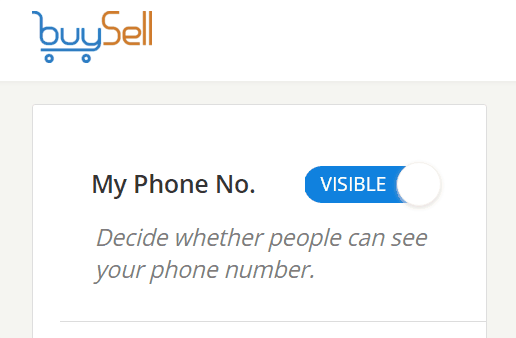 buySell
My Phone No.
VISIBLE
Decide whether people can see
your phone number.